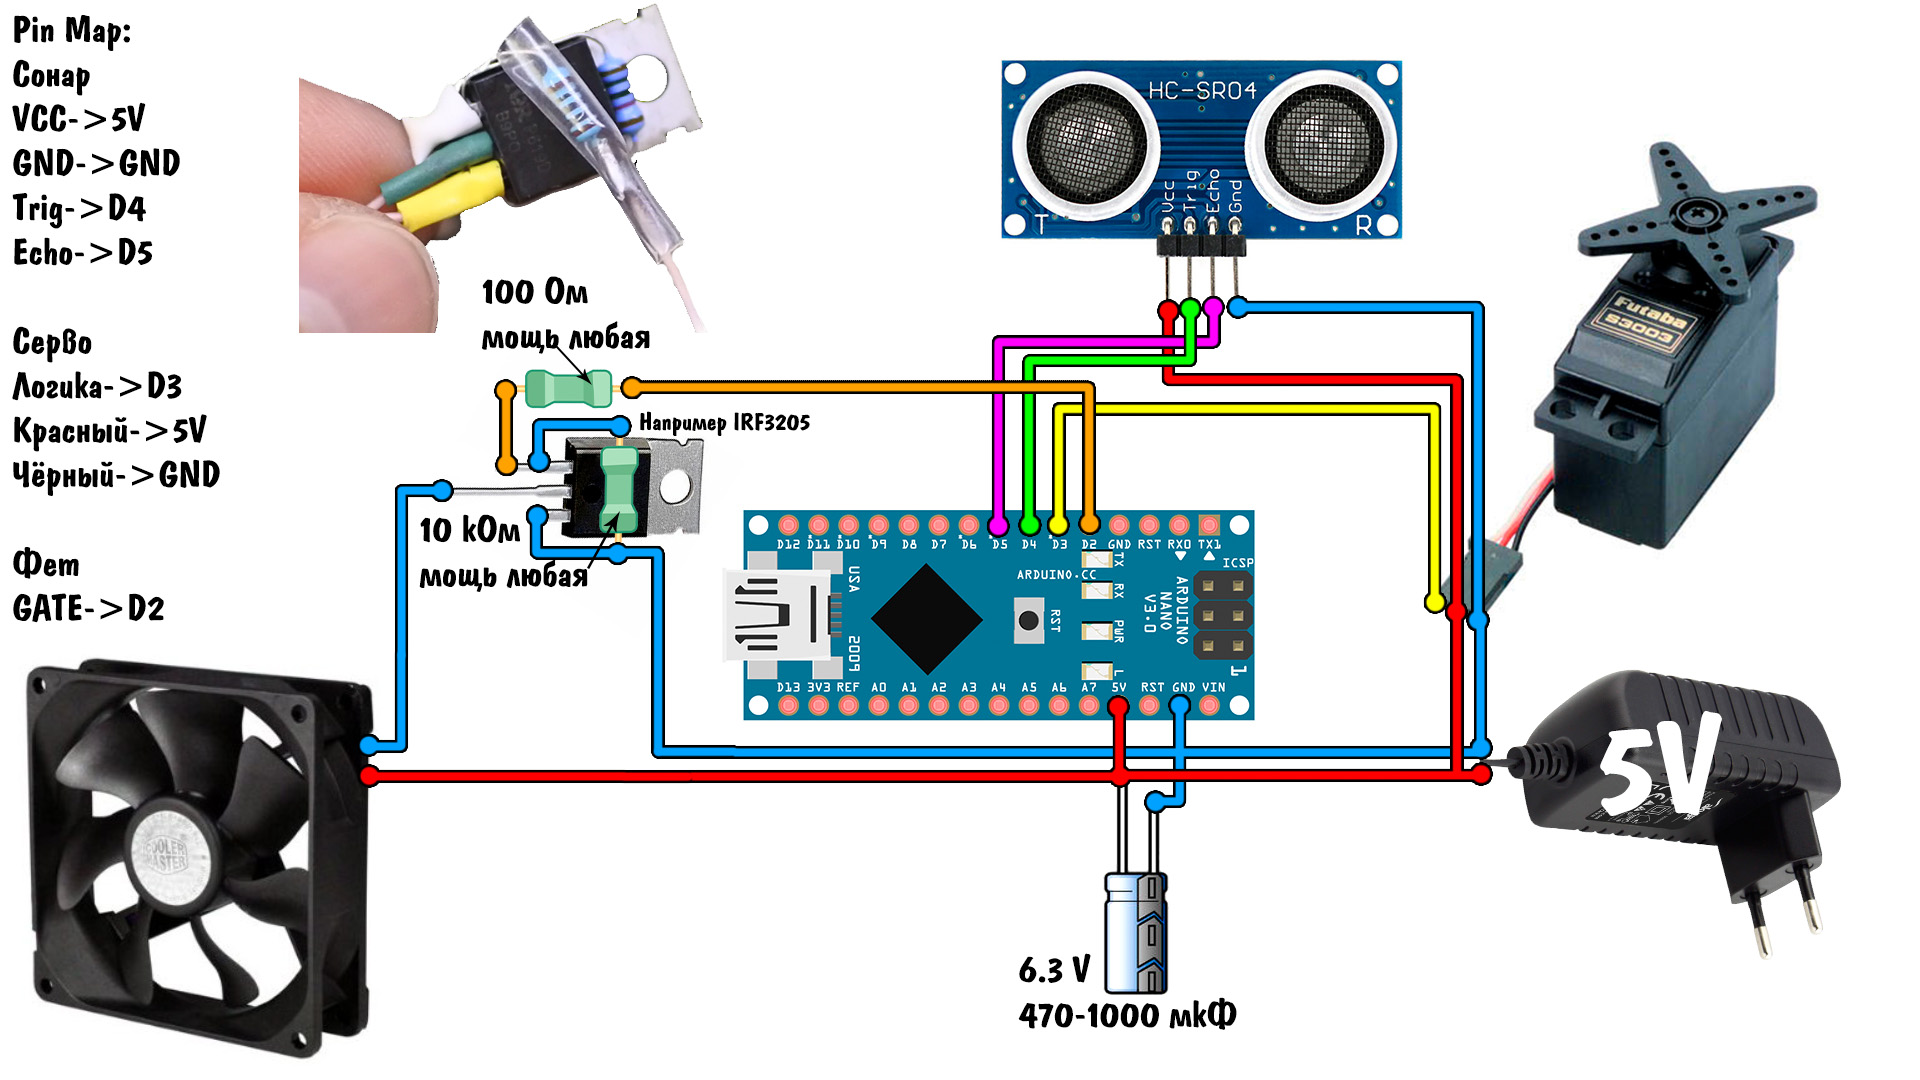 Pin Map:
Сонар
VCC->5V
GND->GND
Trig->D4
Echo->D5
Серво
Логика->D3
Красный->5V
Чёрный->GND
Фет
GATE->D2
100 Ом
мощь любая
Например IRF3205
10 кОм
мощь любая
HC-SR04
Vcc
Trig
Echo
Gnd
T
R
Futaba
S3003
D12 D11 D10 D9 D8 D7 D6 D5 D4 D3 D2 GND RST RX0 TX1
ARDUINO.CC
ICSP
USA
2009
TX
RX
PWR
L
RST
ARDUINO
NANO
V3.0
1
D13 3V3 REF A0 A1 A2 A3 A4 A5 A6 A7 5V RST GND VIN
5V
COOLER
MASTER
6.3 V
470-1000 мкФ